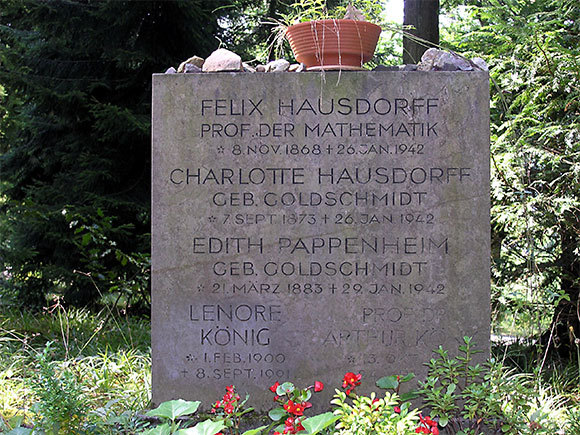 FELIX HAUSDORFF
PROF. DER MATHEMATIK
* 8. NOV. 1868 + 26. JAN. 1942
CHARLOTTE HAUSDORFF
GEB. GOLDSCHMIDT
* 7. SEPT. 1873 + 26. JAN. 1942
EDITH PAPPENHEIM
GEB. GOLDSCHMIDT
* 21. MÄRZ 1883 + 29. JAN. 1942
LENORE
KÖNIG
* 1. FEB. 1900
+ 8. SEPT. 1991
PROF. DR.
ARTHUR